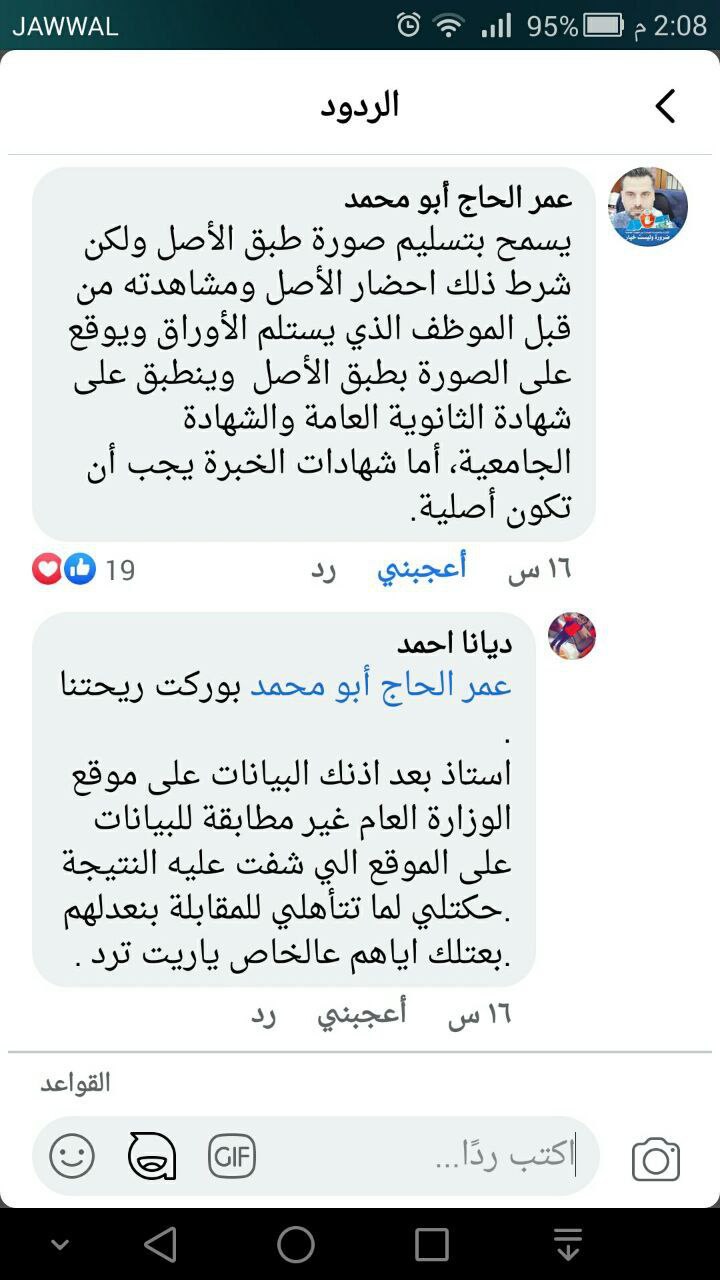 JAWWAL 95% م 2:08
الردود
عمر الحاج أبو محمد
يسمح بتسليم صورة طبق الأصل ولكن
شرط ذلك احضار الأصل ومشاهدته من
قبل الموظف الذي يستلم الأوراق ويوقع
على الصورة بطبق الأصل وينطبق على
شهادة الثانوية العامة والشهادة
الجامعية، أما شهادات الخبرة يجب أن
تكون أصلية.
١٦ س أعجبني رد 19
ديانا احمد
عمر الحاج أبو محمد بوركت ريحتنا
.
استاذ بعد اذنك البيانات على موقع
الوزارة العام غير مطابقة للبيانات
على الموقع الي شفت عليه النتيجة
.حكتلي لما تتأهلي للمقابلة بنعدلهم
.بعتلك اياهم عالخاص ياريت ترد .
١٦ س أعجبني رد
القواعد
اكتب ردًا...
GIF